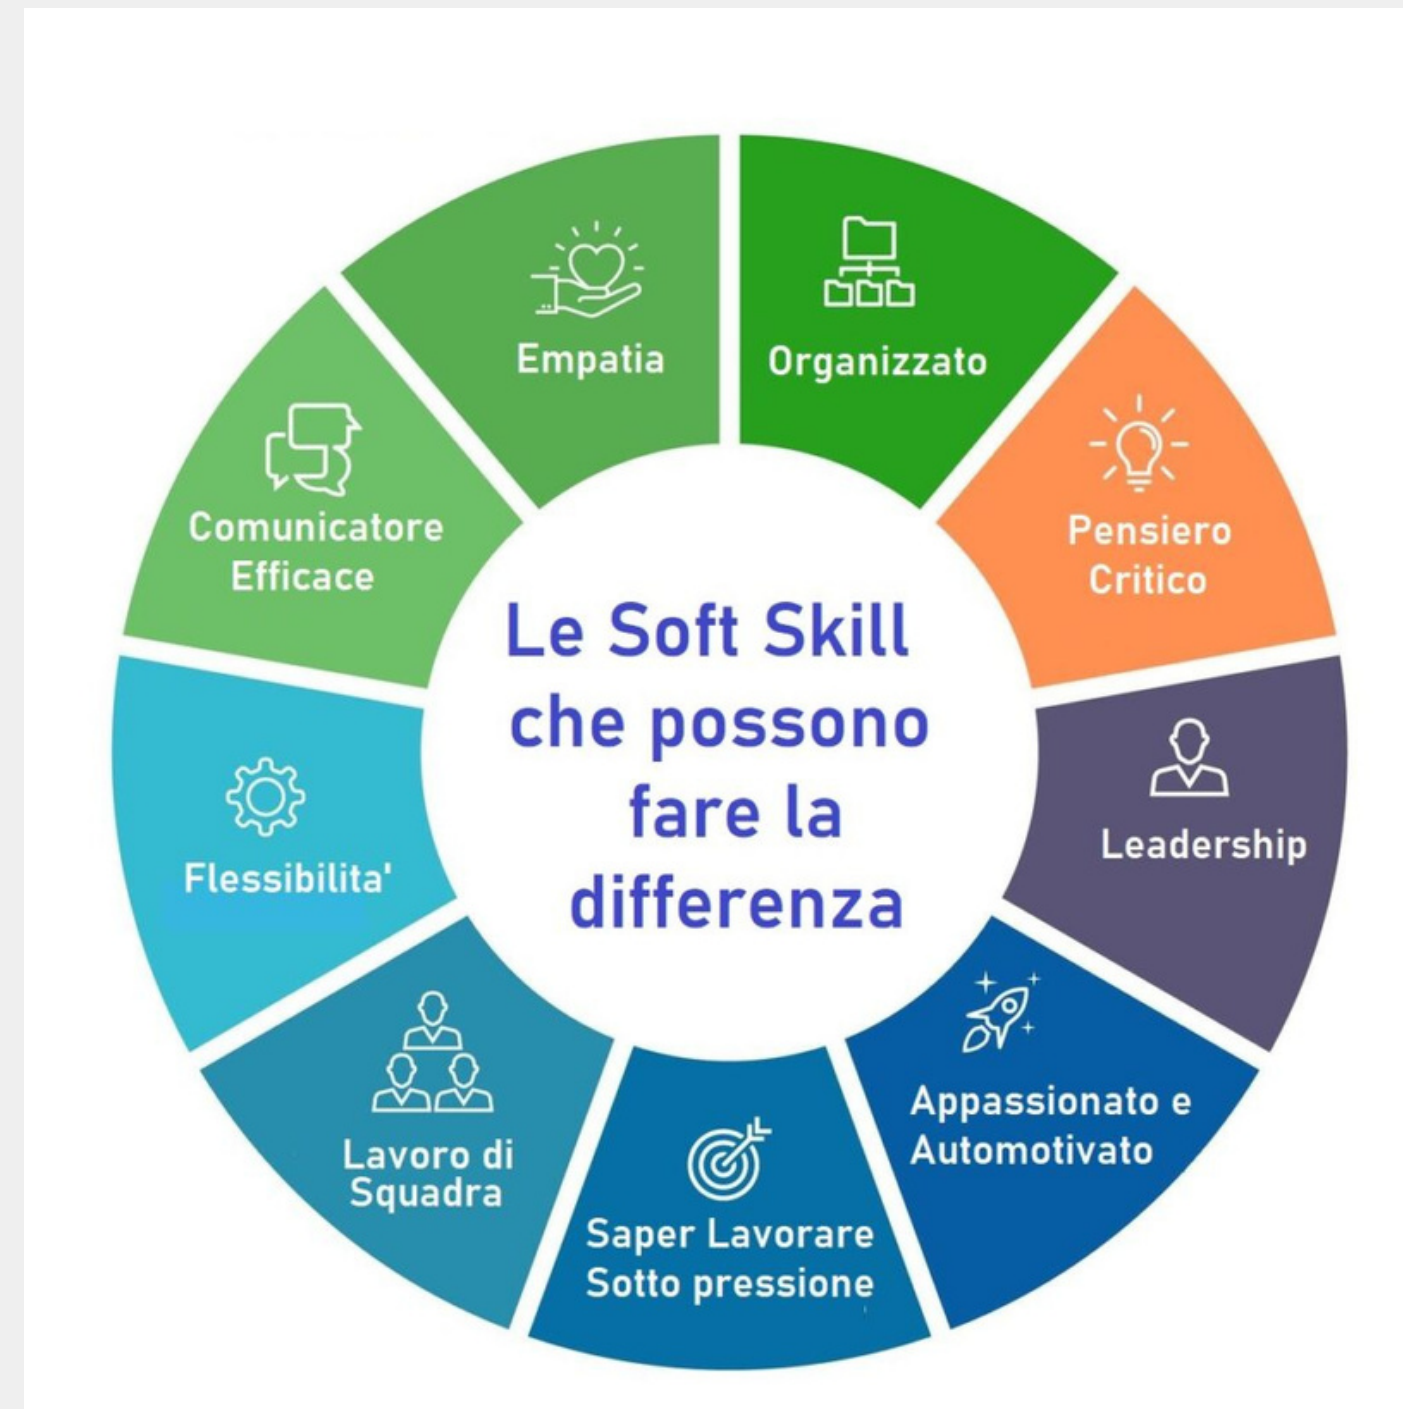 Le Soft Skill
che possono
fare la
differenza
Organizzato
Pensiero
Critico
Leadership
Appassionato e
Automotivato
Saper Lavorare
Sotto pressione
Lavoro di
Squadra
Flessibilita'
Comunicatore
Efficace
Empatia